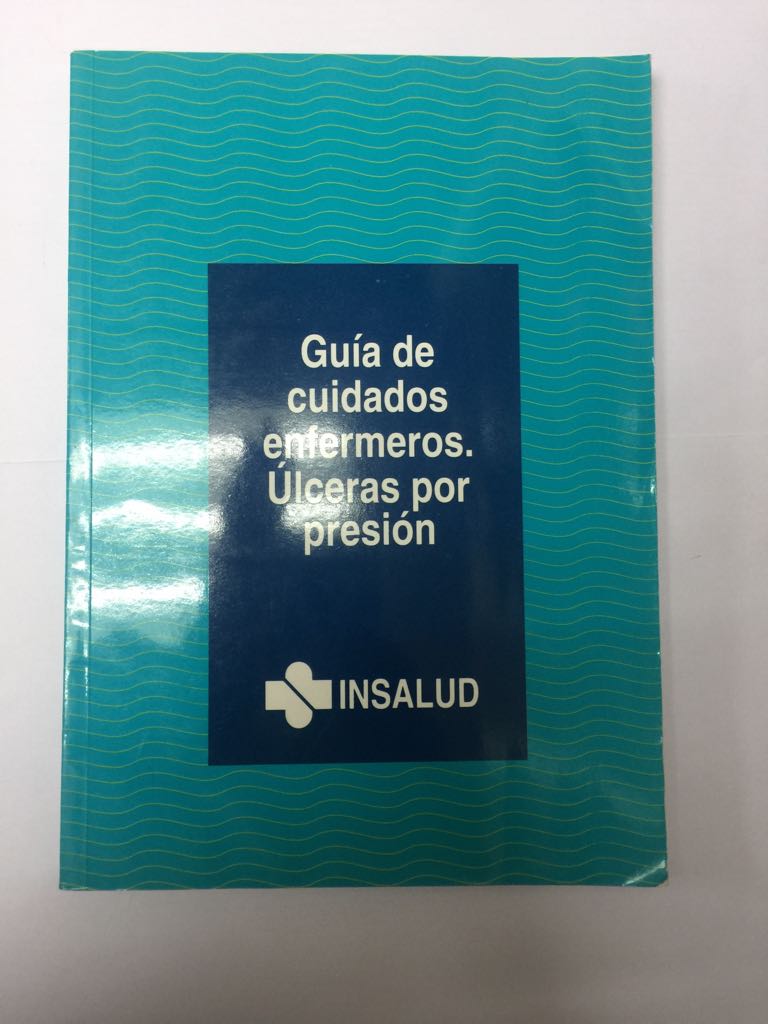 Guía de
cuidados
enfermeros.
Úlceras por
presión
INSALUD